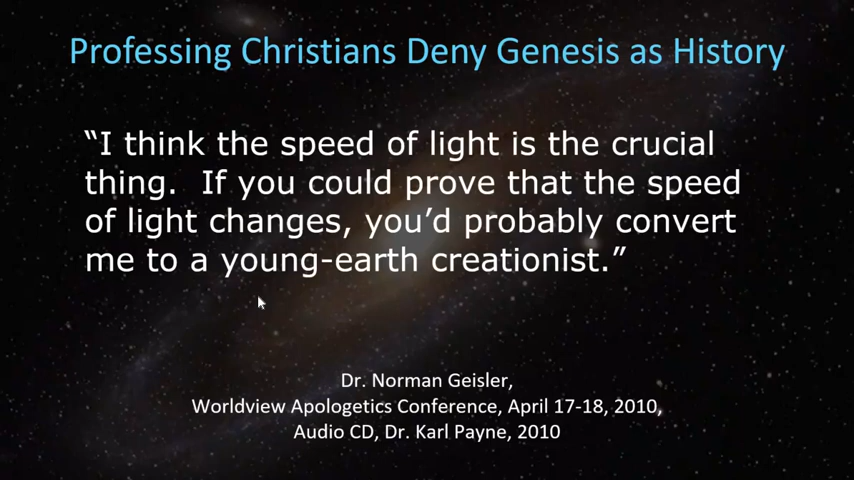 Professing Christians Deny Genesis as History
“I think the speed of light is the crucial
thing.  If you could prove that the speed
of light changes, you’d probably convert
me to a young-earth creationist.”
Dr. Norman Geisler,
Worldview Apologetics Conference, April 17-18, 2010,
Audio CD, Dr. Karl Payne, 2010